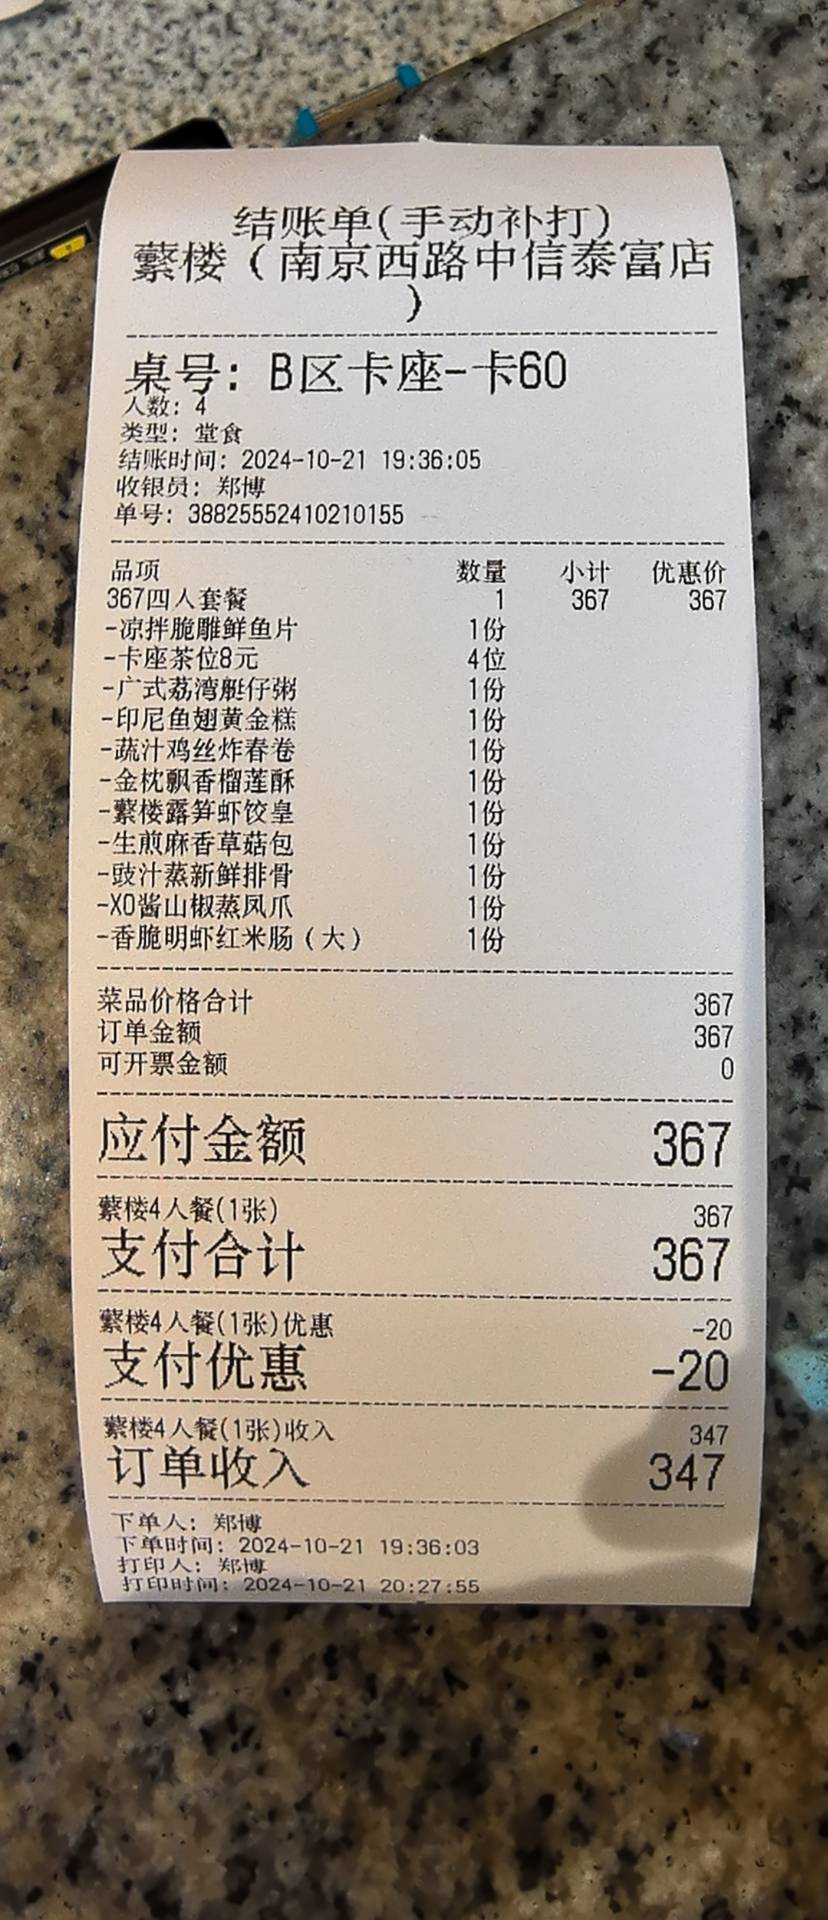 结账单(手动补打)
蘩楼（南京西路中信泰富店
）
桌号: B区卡座-卡60
人数: 4
类型: 堂食
结账时间: 2024-10-21 19:36:05
收银员: 郑博
单号: 38825552410210155
品项 数量 小计 优惠价
367四人套餐 1 367 367
-凉拌脆雕鲜鱼片 1份
-卡座茶位8元 4位
-广式荔湾艇仔粥 1份
-印尼鱼翅黄金糕 1份
-蔬汁鸡丝炸春卷 1份
-金枕飘香榴莲酥 1份
-蘩楼露笋虾饺皇 1份
-生煎麻香草菇包 1份
-豉汁蒸新鲜排骨 1份
-XO酱山椒蒸凤爪 1份
-香脆明虾红米肠（大） 1份
菜品价格合计 367
订单金额 367
可开票金额 0
应付金额 367
蘩楼4人餐(1张) 367
支付合计 367
蘩楼4人餐(1张)优惠 -20
支付优惠 -20
蘩楼4人餐(1张)收入 347
订单收入 347
下单人: 郑博
下单时间: 2024-10-21 19:36:03
打印人: 郑博
打印时间: 2024-10-21 20:27:55